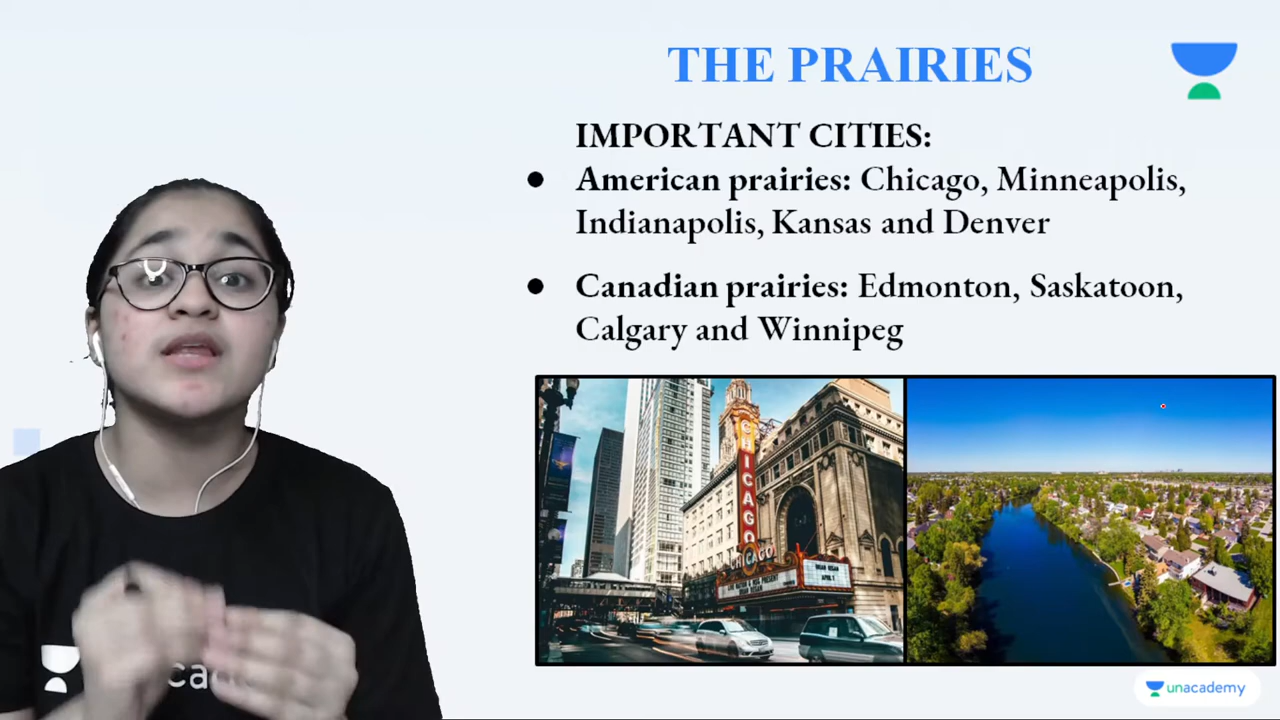 THE PRAIRIES
IMPORTANT CITIES:
● American prairies: Chicago, Minneapolis,
Indianapolis, Kansas and Denver
● Canadian prairies: Edmonton, Saskatoon,
Calgary and Winnipeg
CHICAGO
CHICAGO
unacademy